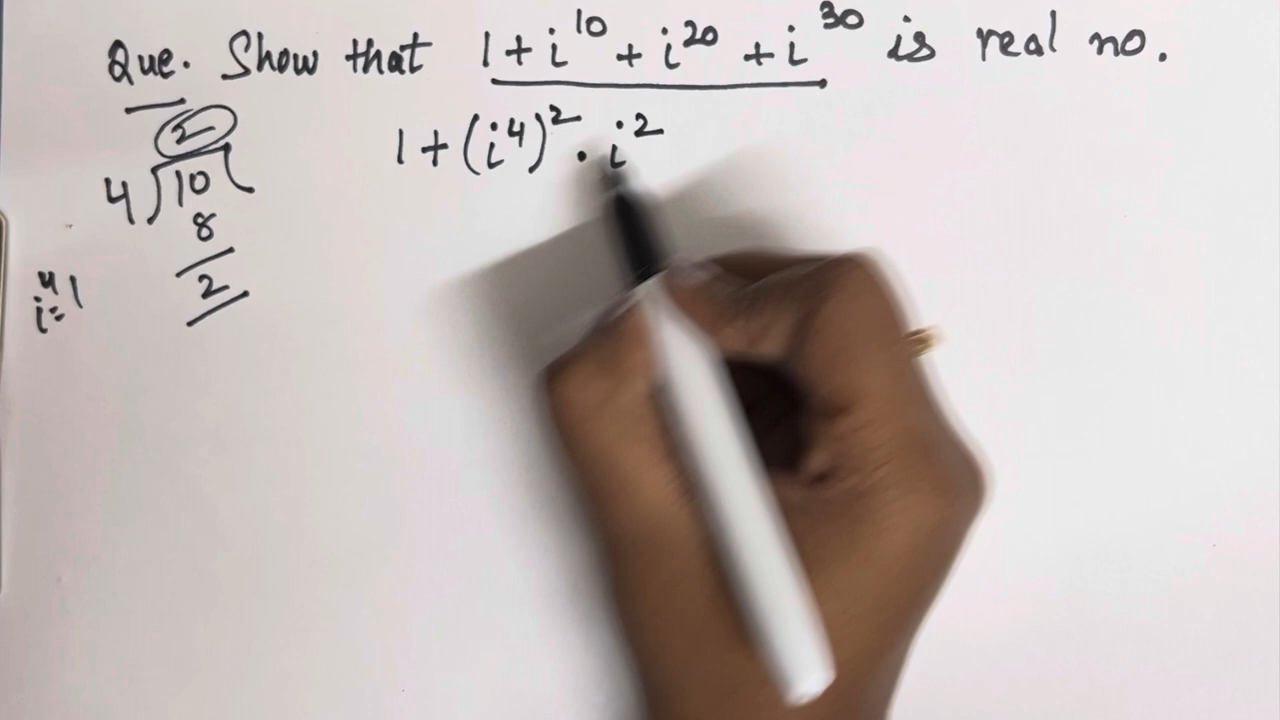 Que. Show that 1 + i^10 + i^20 + i^30 is real no.
1 + (i^4)^2 . i^2
2
4)10(
8
2
i^4=1